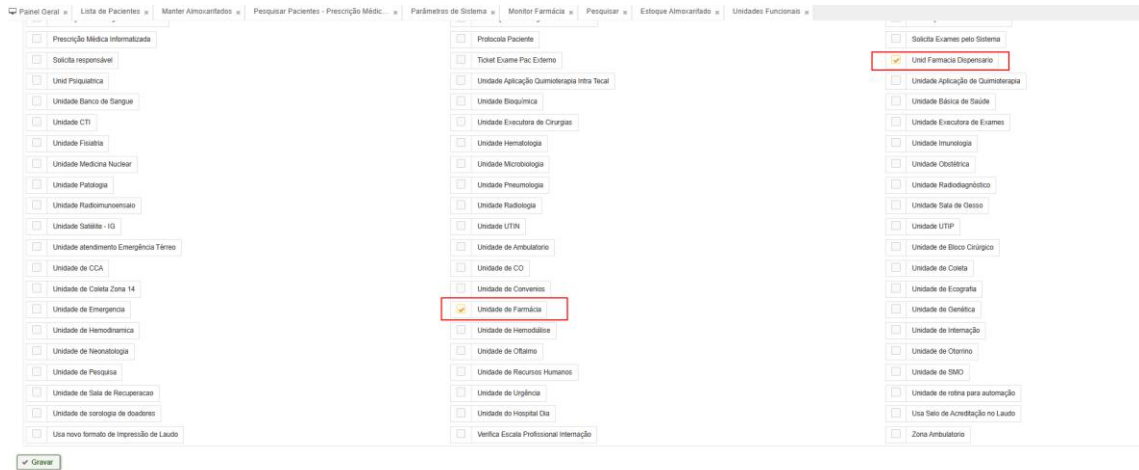 Painel Geral Lista de Pacientes Manter Almoxarifados Pesquisar Pacientes - Prescrição Médic... Parâmetros de Sistema Monitor Farmácia Pesquisar Estoque Almoxarifado Unidades Funcionais
Prescrição Médica Informatizada Protocola Paciente Solicita Exames pelo Sistema
Solicita responsável Ticket Exame Pac Externo Unid Farmacia Dispensario
Unid Psiquiatrica Unidade Aplicação Quimioterapia Intra Tecal Unidade Aplicação de Quimioterapia
Unidade Banco de Sangue Unidade Bioquímica Unidade Básica de Saúde
Unidade CTI Unidade Executora de Cirurgias Unidade Executora de Exames
Unidade Fisiatria Unidade Hematologia Unidade Imunologia
Unidade Medicina Nuclear Unidade Microbiologia Unidade Obstétrica
Unidade Patologia Unidade Pneumologia Unidade Radiodiagnóstico
Unidade Radioimunoensaio Unidade Radiologia Unidade Sala de Gesso
Unidade Satélite - IG Unidade UTIN Unidade UTIP
Unidade atendimento Emergência Térreo Unidade de Ambulatorio Unidade de Bloco Cirúrgico
Unidade de CCA Unidade de CO Unidade de Coleta
Unidade de Coleta Zona 14 Unidade de Convenios Unidade de Ecografia
Unidade de Emergencia Unidade de Farmácia Unidade de Genética
Unidade de Hemodinamica Unidade de Hemodiálise Unidade de Internação
Unidade de Neonatologia Unidade de Oftalmo Unidade de Otorrino
Unidade de Pesquisa Unidade de Recursos Humanos Unidade de SMO
Unidade de Sala de Recuperacao Unidade de Urgência Unidade de rotina para automação
Unidade de sorologia de doadores Unidade do Hospital Dia Usa Selo de Acreditação no Laudo
Usa novo formato de Impressão de Laudo Verifica Escala Profissional Internação Zona Ambulatorio
Gravar